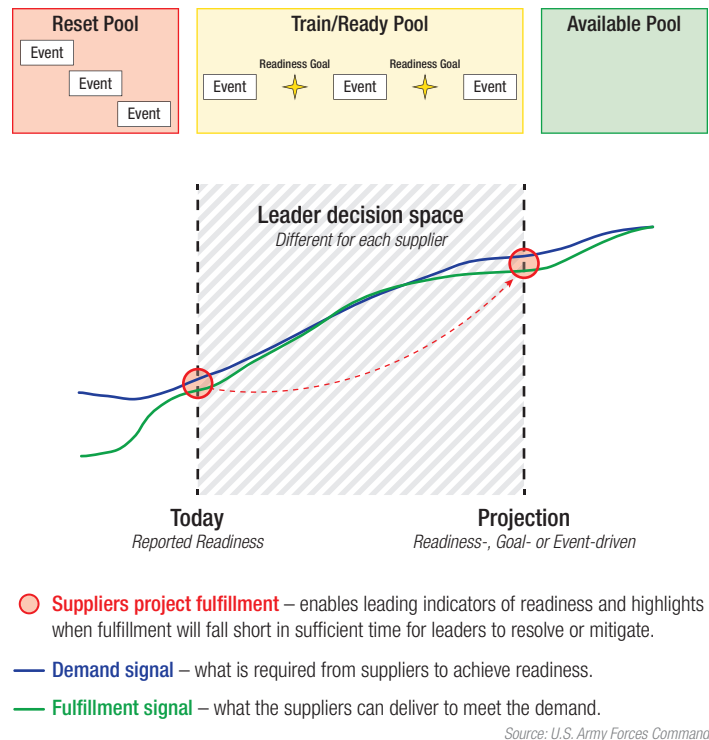 Reset Pool
Event
Event
Event
Train/Ready Pool
Readiness Goal
Readiness Goal
Event
Event
Event
Available Pool
Leader decision space
Different for each supplier
Today
Reported Readiness
Projection
Readiness-, Goal- or Event-driven
Suppliers project fulfillment – enables leading indicators of readiness and highlights
when fulfillment will fall short in sufficient time for leaders to resolve or mitigate.
Demand signal – what is required from suppliers to achieve readiness.
Fulfillment signal – what the suppliers can deliver to meet the demand.
Source: U.S. Army Forces Command